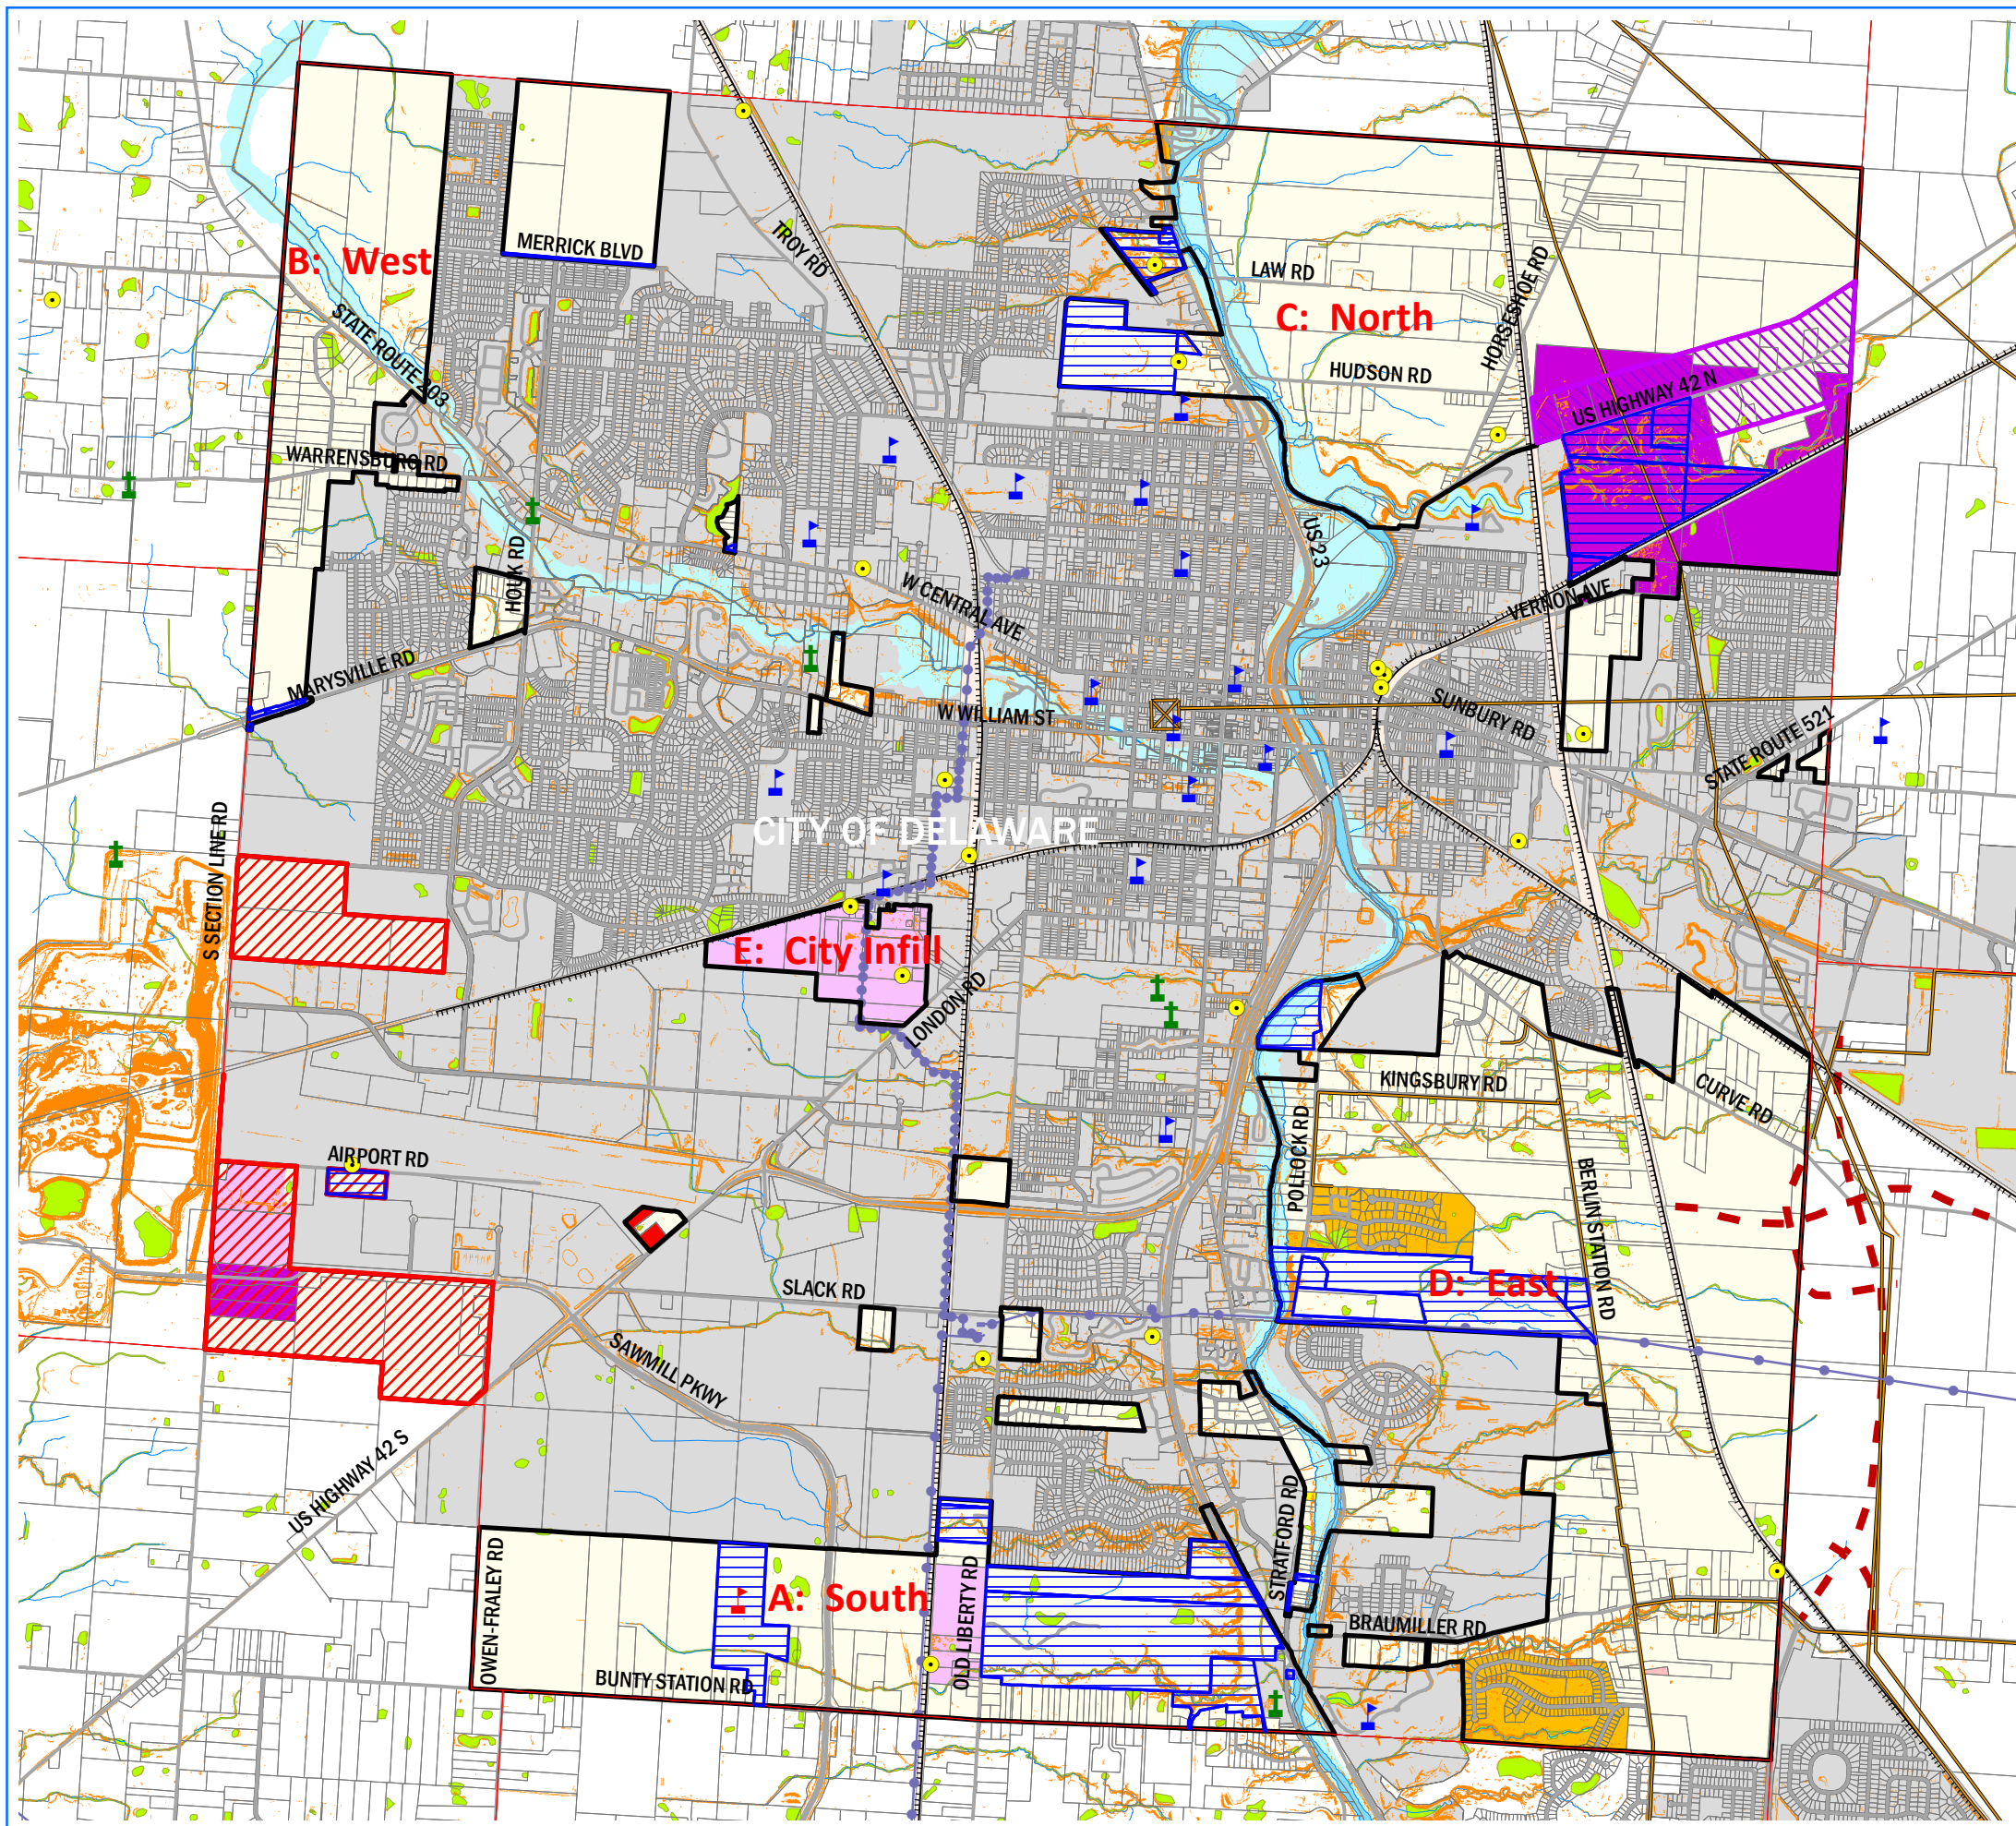 MERRICK BLVD
TROY RD
B: West
LAW RD
HORSESHOE RD
C: North
STATE ROUTE 203
HUDSON RD
US HIGHWAY 42 N
WARRENSBURG RD
US 23
HOUK RD
W CENTRAL AVE
VERNON AVE
MARYSVILLE RD
SUNBURY RD
W WILLIAM ST
STATE ROUTE 521
CITY OF DELAWARE
S SECTION LINE RD
E: City Infill
LONDON RD
KINGSBURY RD
CURVE RD
POLLOCK RD
AIRPORT RD
BERLIN STATION RD
SLACK RD
D: East
SAWMILL PKWY
US HIGHWAY 42 S
STRATFORD RD
OWEN-FRALEY RD
A: South
OLD LIBERTY RD
BRAUMILLER RD
BUNTY STATION RD